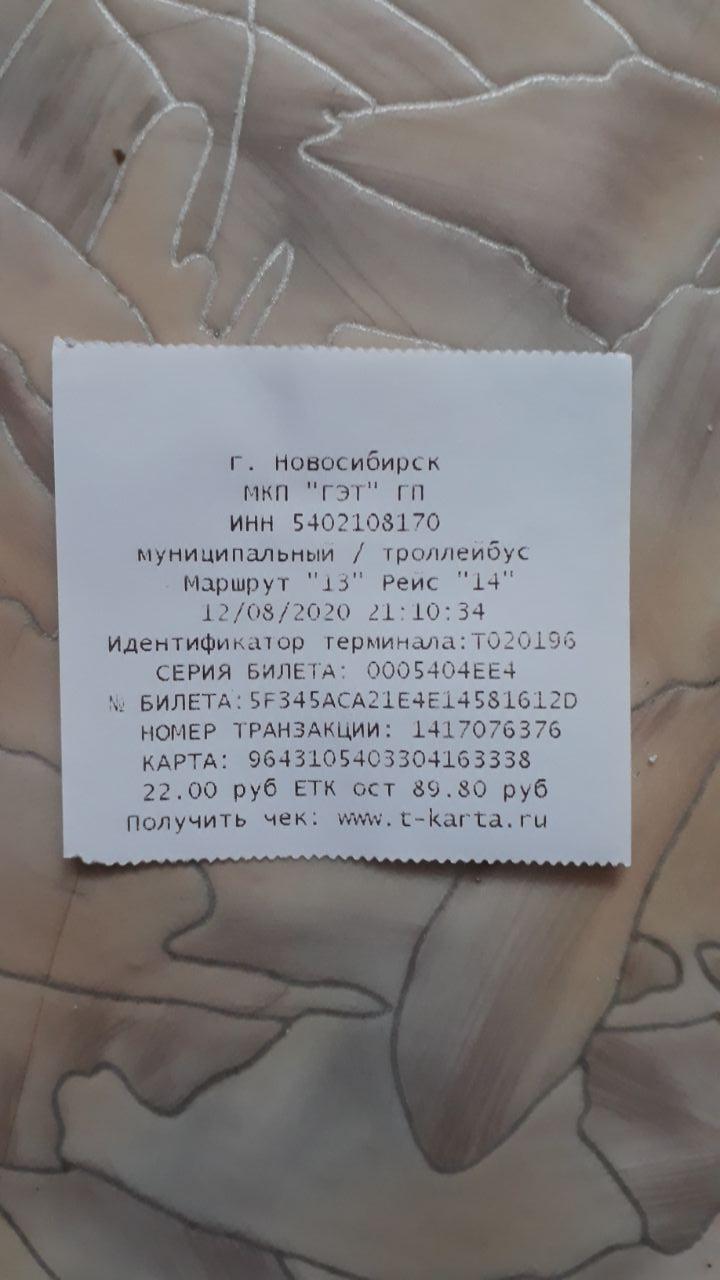 г. Новосибирск
МКП "ГЭТ" ГП
ИНН 5402108170
муниципальный / троллейбус
Маршрут "13" Рейс "14"
12/08/2020 21:10:34
Идентификатор терминала:T020196
СЕРИЯ БИЛЕТА: 0005404EE4
№ БИЛЕТА:5F345ACA21E4E14581612D
НОМЕР ТРАНЗАКЦИИ: 1417076376
КАРТА: 9643105403304163338
22.00 руб ЕТК ост 89.80 руб
Получить чек: www.t-karta.ru